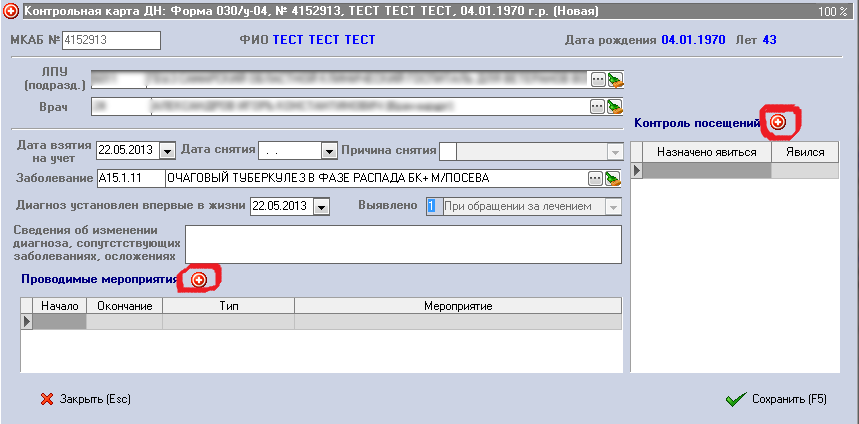 Контрольная карта ДН: Форма 030/у-04, № 4152913, ТЕСТ ТЕСТ ТЕСТ, 04.01.1970 г.р. (Новая) 100 %
МКАБ № 4152913 ФИО ТЕСТ ТЕСТ ТЕСТ Дата рождения 04.01.1970 Лет 43
ЛПУ
(подразд.)
Врач
Контроль посещений
Дата взятия
на учет 22.05.2013 Дата снятия . . Причина снятия
Назначено явиться Явился
Заболевание А15.1.11 ОЧАГОВЫЙ ТУБЕРКУЛЕЗ В ФАЗЕ РАСПАДА БК+ М/ПОСЕВА
Диагноз установлен впервые в жизни 22.05.2013 Выявлено 1 При обращении за лечением
Сведения об изменении
диагноза, сопутствующих
заболеваниях, осложениях
Проводимые мероприятия
Начало Окончание Тип Мероприятие
Закрыть (Esc) Сохранить (F5)